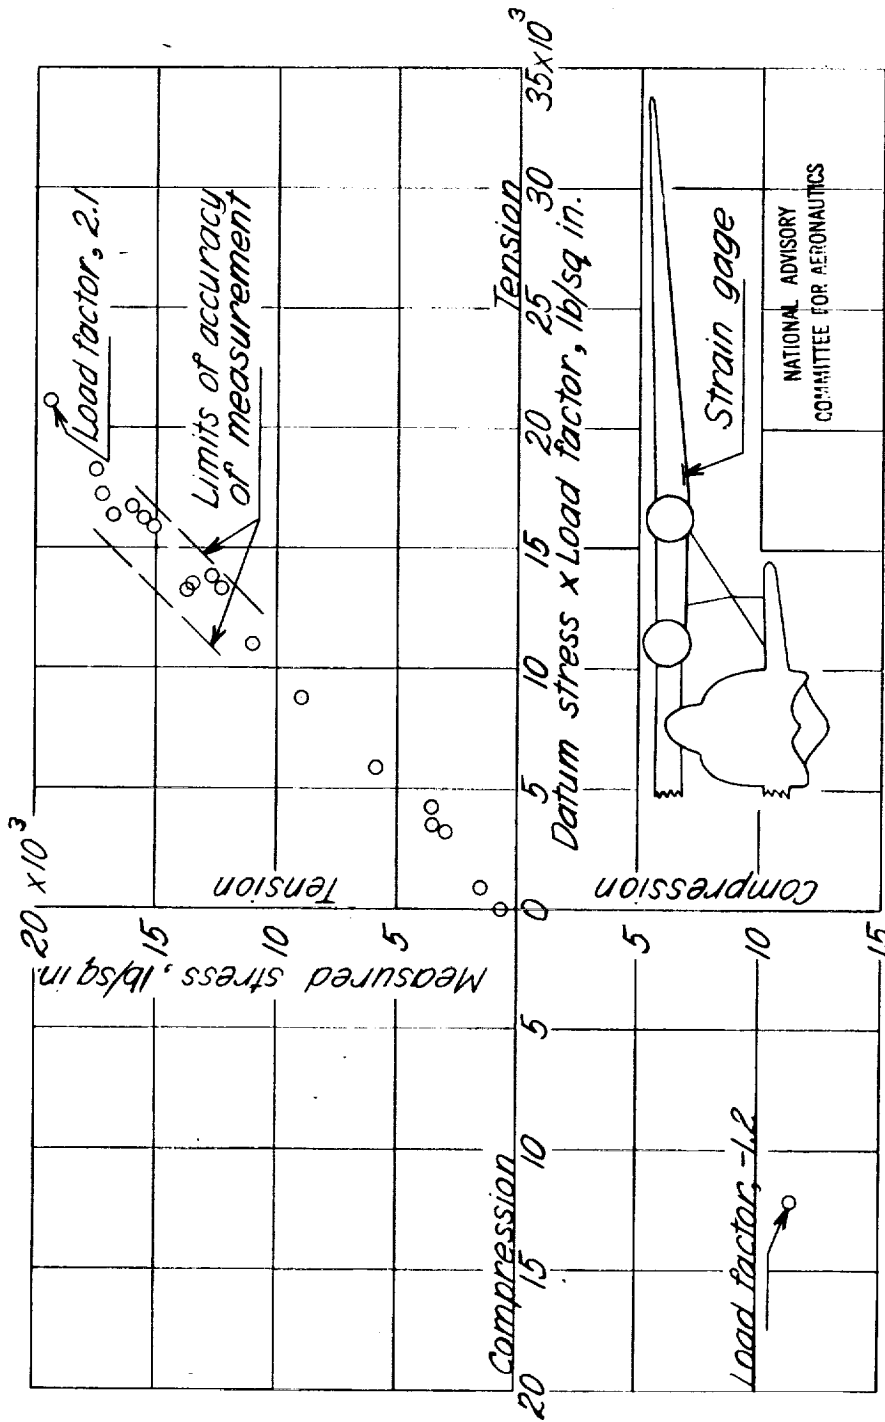 20 x 10³
15
10
5
Measured stress, lb/sq in.
Tension
Compression
5
10
15
Load factor, 2.1
Limits of accuracy
of measurement
Compression
Tension
20
15
10
5
0
5
10
15
20
25
30
35x10³
Datum stress x Load factor, lb/sq in.
Load factor, -1.2
Strain gage
NATIONAL ADVISORY
COMMITTEE FOR AERONAUTICS